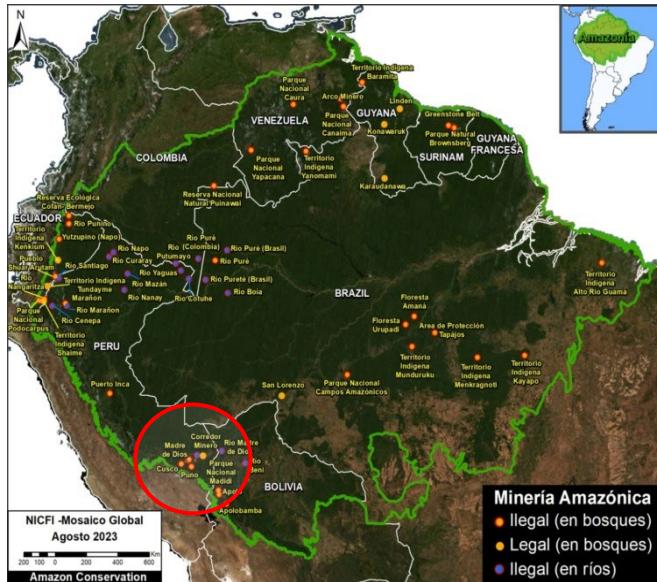 N
Amazonía
Territorio Indígena
Baramita
Parque
Nacional
Caura
Arco Minero
Parque
Nacional
Canaima
GUYANA
Linden
Konawaruk
Greenstone Belt
Parque Natural
Brownsberg
GUYANA
FRANCESA
VENEZUELA
SURINAM
COLOMBIA
Parque
Nacional
Yapacana
Territorio
Indígena
Yanomami
Karaudanawa
Reserva Nacional
Natural Puinawai
Reserva Ecológica
Cofan-Bermejo
ECUADOR
Río Punino
Territorio
Indígena
Kenkuim
Yutzupino (Napo)
Pueblo
Shuar Arutam
Río Santiago
Río
Nangaritza
Territorio Indígena
Tundayme
Marañon
Río Marañon
Río Cenepa
Parque
Nacional
Podocarpus
Territorio
Indígena
Shaime
Río Napo
Río Curaray
Río Mazán
Río Nanay
Río
Putumayo
Río Yaguas
Río Cotuhe
Río Puré
(Colombia)
Río Puré (Brasil)
Río Puré
Río Pureté (Brasil)
Río Boia
BRAZIL
Territorio
Indígena
Alto Río Guama
Floresta
Amaná
Floresta
Urupadi
Area de Protección
Tapajos
Territorio
Indígena
Munduruku
Territorio
Indígena
Menkragnoti
Territorio
Indígena
Kayapo
Parque Nacional
Campos Amazónicos
San Lorenzo
PERU
Puerto Inca
Corredor
Minero
Madre
de Dios
Cusco
Puno
Río Madre
de Dios
Parque
Nacional
Madidi
Río
Beni
Apolo
Apolobamba
BOLIVIA
NICFI -Mosaico Global
Agosto 2023
200 100 0 200 400 600
Km
Amazon Conservation
Minería Amazónica
Ilegal (en bosques)
Legal (en bosques)
Ilegal (en ríos)